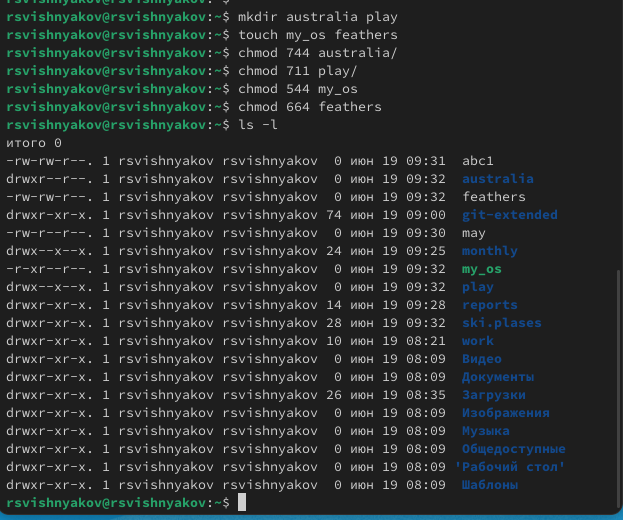 rsvishnyakov@rsvishnyakov:~$ mkdir australia play
rsvishnyakov@rsvishnyakov:~$ touch my_os feathers
rsvishnyakov@rsvishnyakov:~$ chmod 744 australia/
rsvishnyakov@rsvishnyakov:~$ chmod 711 play/
rsvishnyakov@rsvishnyakov:~$ chmod 544 my_os
rsvishnyakov@rsvishnyakov:~$ chmod 664 feathers
rsvishnyakov@rsvishnyakov:~$ ls -l
итого 0
-rw-rw-r--. 1 rsvishnyakov rsvishnyakov  0 июн 19 09:31  abc1
drwxr--r--. 1 rsvishnyakov rsvishnyakov  0 июн 19 09:32  australia
-rw-rw-r--. 1 rsvishnyakov rsvishnyakov  0 июн 19 09:32  feathers
drwxr-xr-x. 1 rsvishnyakov rsvishnyakov 74 июн 19 09:00  git-extended
-rw-r--r--. 1 rsvishnyakov rsvishnyakov  0 июн 19 09:30  may
drwx--x--x. 1 rsvishnyakov rsvishnyakov 24 июн 19 09:25  monthly
-r-xr--r--. 1 rsvishnyakov rsvishnyakov  0 июн 19 09:32  my_os
drwx--x--x. 1 rsvishnyakov rsvishnyakov  0 июн 19 09:32  play
drwxr-xr-x. 1 rsvishnyakov rsvishnyakov 14 июн 19 09:28  reports
drwxr-xr-x. 1 rsvishnyakov rsvishnyakov 28 июн 19 09:32  ski.plases
drwxr-xr-x. 1 rsvishnyakov rsvishnyakov 10 июн 19 08:21  work
drwxr-xr-x. 1 rsvishnyakov rsvishnyakov  0 июн 19 08:09  Видео
drwxr-xr-x. 1 rsvishnyakov rsvishnyakov  0 июн 19 08:09  Документы
drwxr-xr-x. 1 rsvishnyakov rsvishnyakov 26 июн 19 08:35  Загрузки
drwxr-xr-x. 1 rsvishnyakov rsvishnyakov  0 июн 19 08:09  Изображения
drwxr-xr-x. 1 rsvishnyakov rsvishnyakov  0 июн 19 08:09  Музыка
drwxr-xr-x. 1 rsvishnyakov rsvishnyakov  0 июн 19 08:09  Общедоступные
drwxr-xr-x. 1 rsvishnyakov rsvishnyakov  0 июн 19 08:09 'Рабочий стол'
drwxr-xr-x. 1 rsvishnyakov rsvishnyakov  0 июн 19 08:09  Шаблоны
rsvishnyakov@rsvishnyakov:~$